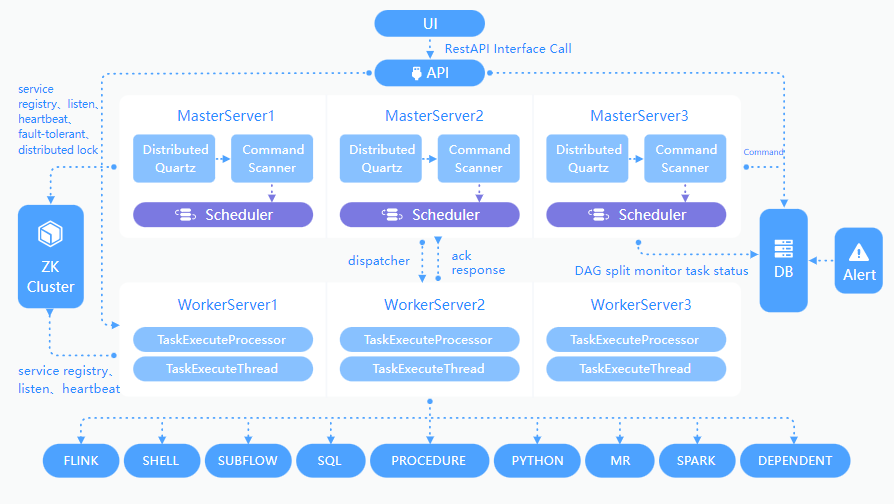 UI
RestAPI Interface Call
API
service
registry、listen、
heartbeat、
fault-tolerant、
distributed lock
MasterServer1
MasterServer2
MasterServer3
Distributed
Quartz
Command
Scanner
Distributed
Quartz
Command
Scanner
Distributed
Quartz
Command
Scanner
Command
Scheduler
Scheduler
Scheduler
ZK
Cluster
dispatcher
ack
response
DAG split monitor task status
DB
Alert
WorkerServer1
WorkerServer2
WorkerServer3
TaskExecuteProcessor
TaskExecuteProcessor
TaskExecuteProcessor
TaskExecuteThread
TaskExecuteThread
TaskExecuteThread
service registry、
listen、heartbeat
FLINK
SHELL
SUBFLOW
SQL
PROCEDURE
PYTHON
MR
SPARK
DEPENDENT